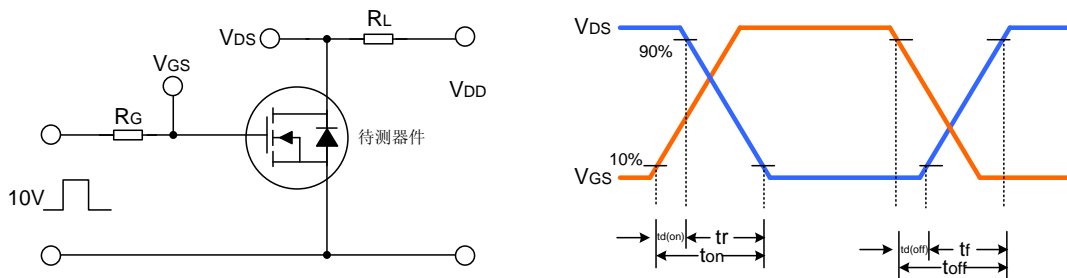 VDS
RL
VGS
VDD
RG
待测器件
10V
VDS
90%
10%
VGS
td(on)
tr
ton
td(off)
tf
toff